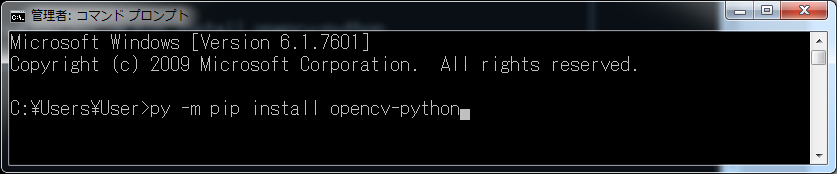 管理者: コマンド プロンプト
Microsoft Windows [Version 6.1.7601]
Copyright (c) 2009 Microsoft Corporation.  All rights reserved.
C:¥Users¥User>py -m pip install opencv-python